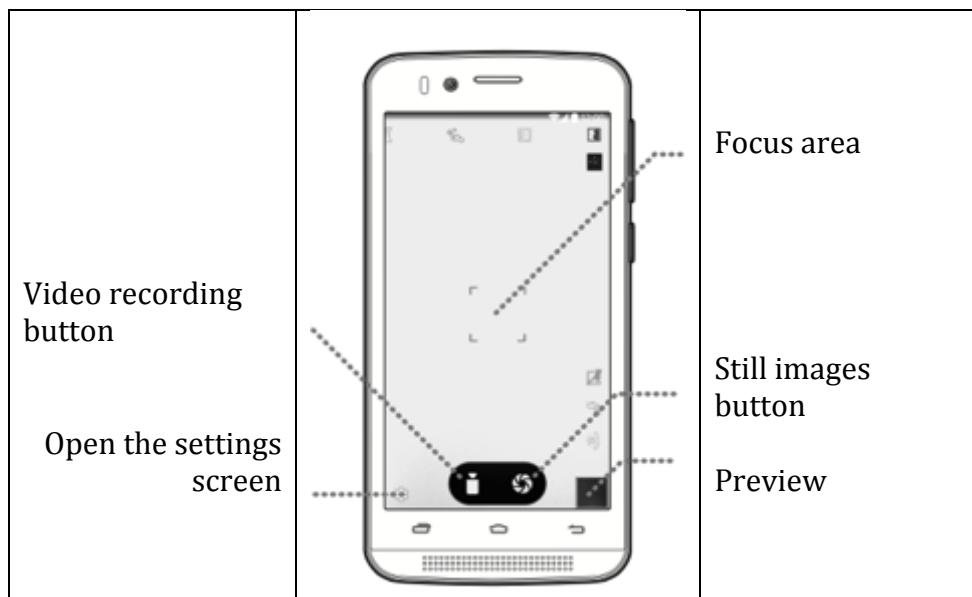 Video recording
button
Open the settings
screen
Focus area
Still images
button
Preview